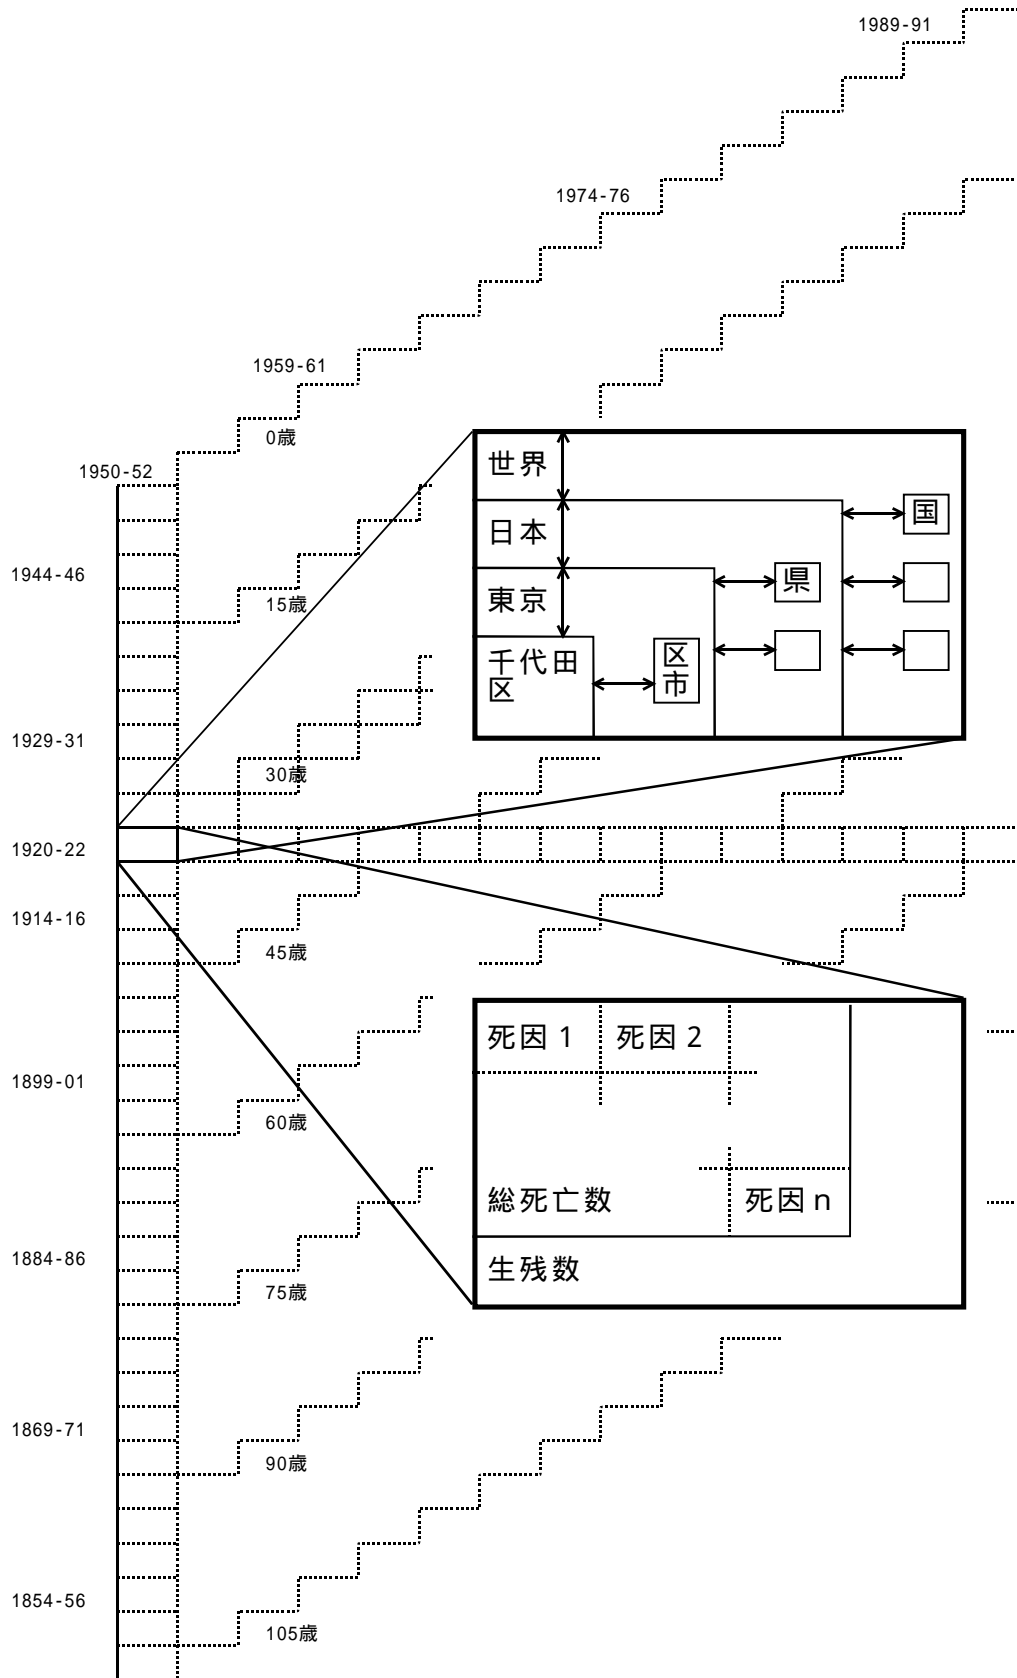 1989-91
1974-76
1959-61
0歳
1950-52
世界
国
日本
1944-46
県
15歳
東京
千代田
区
区
市
1929-31
30歳
1920-22
1914-16
45歳
死因1
死因2
1899-01
60歳
総死亡数
死因n
1884-86
生残数
75歳
1869-71
90歳
1854-56
105歳